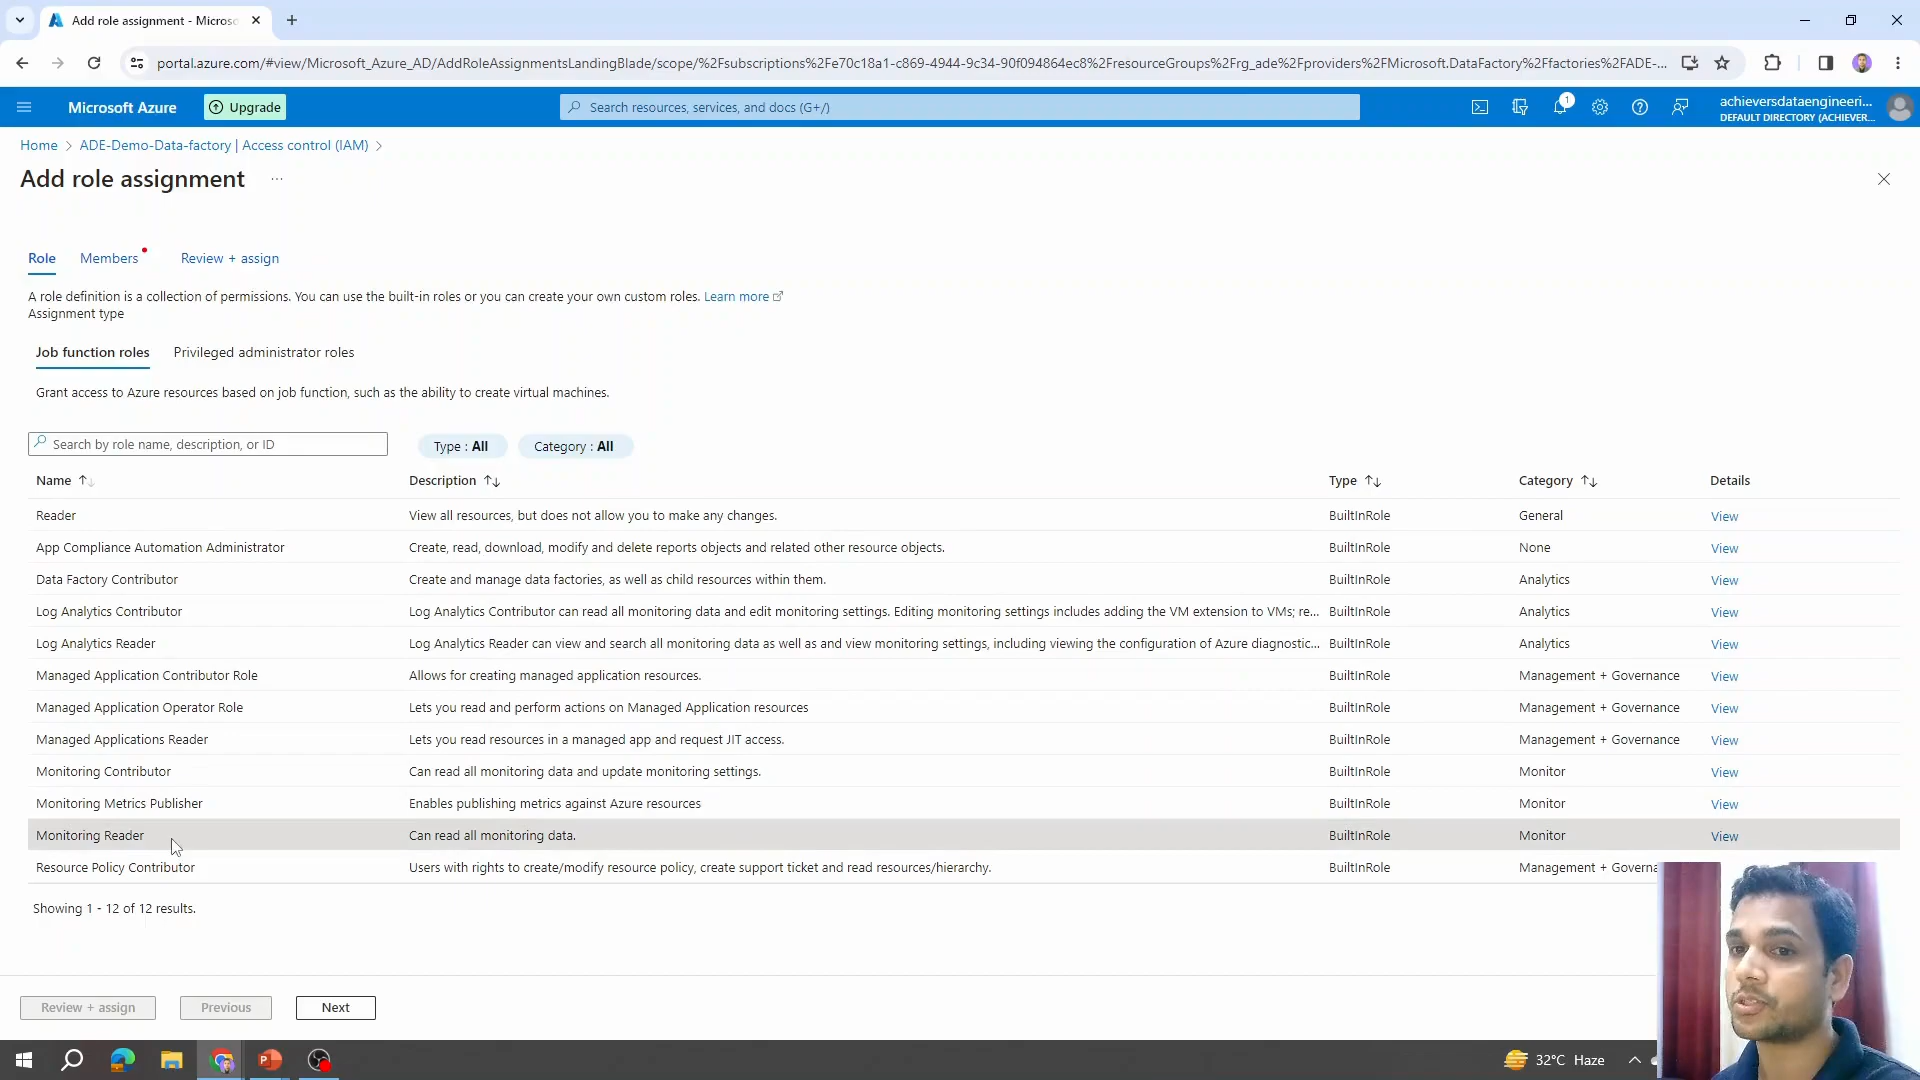 Add role assignment - Microso
portal.azure.com/#view/Microsoft_Azure_AD/AddRoleAssignmentsLandingBlade/scope/%2Fsubscriptions%2Fe70c18a1-c869-4944-9c34-90f094864ec8%2FresourceGroups%2Frg_ade%2Fproviders%2FMicrosoft.DataFactory%2Ffactories%2FADE-...
Microsoft Azure
Upgrade
Search resources, services, and docs (G+/)
1
achieversdataengineeri...
DEFAULT DIRECTORY (ACHIEVER...
Home > ADE-Demo-Data-factory | Access control (IAM) >
Add role assignment ...
Role Members Review + assign
A role definition is a collection of permissions. You can use the built-in roles or you can create your own custom roles. Learn more
Assignment type
Job function roles Privileged administrator roles
Grant access to Azure resources based on job function, such as the ability to create virtual machines.
Search by role name, description, or ID Type : All Category : All
Name ↑↓ Description ↑↓ Type ↑↓ Category ↑↓ Details
Reader View all resources, but does not allow you to make any changes. BuiltInRole General View
App Compliance Automation Administrator Create, read, download, modify and delete reports objects and related other resource objects. BuiltInRole None View
Data Factory Contributor Create and manage data factories, as well as child resources within them. BuiltInRole Analytics View
Log Analytics Contributor Log Analytics Contributor can read all monitoring data and edit monitoring settings. Editing monitoring settings includes adding the VM extension to VMs; re... BuiltInRole Analytics View
Log Analytics Reader Log Analytics Reader can view and search all monitoring data as well as and view monitoring settings, including viewing the configuration of Azure diagnostic... BuiltInRole Analytics View
Managed Application Contributor Role Allows for creating managed application resources. BuiltInRole Management + Governance View
Managed Application Operator Role Lets you read and perform actions on Managed Application resources BuiltInRole Management + Governance View
Managed Applications Reader Lets you read resources in a managed app and request JIT access. BuiltInRole Management + Governance View
Monitoring Contributor Can read all monitoring data and update monitoring settings. BuiltInRole Monitor View
Monitoring Metrics Publisher Enables publishing metrics against Azure resources BuiltInRole Monitor View
Monitoring Reader Can read all monitoring data. BuiltInRole Monitor View
Resource Policy Contributor Users with rights to create/modify resource policy, create support ticket and read resources/hierarchy. BuiltInRole Management + Governa
Showing 1 - 12 of 12 results.
Review + assign Previous Next
32°C Haze